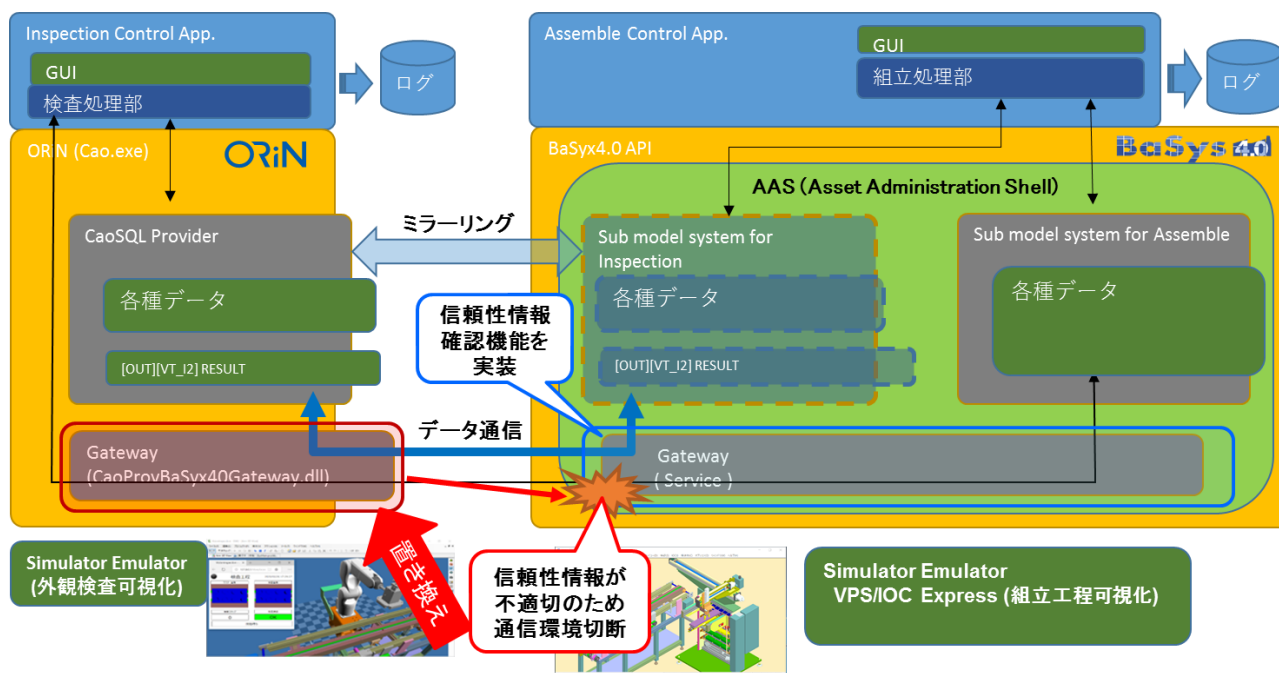 Inspection Control App.
GUI
検査処理部
ログ
Assemble Control App.
GUI
組立処理部
ログ
ORiN (Cao.exe)
ORiN
BaSyx4.0 API
BaSys 4.0
AAS (Asset Administration Shell)
CaoSQL Provider
各種データ
[OUT][VT_I2] RESULT
ミラーリング
Sub model system for
Inspection
各種データ
[OUT][VT_I2] RESULT
Sub model system for Assemble
各種データ
信頼性情報
確認機能を
実装
データ通信
Gateway
(CaoProvBaSyx40Gateway.dll)
Gateway
( Service )
置き換え
信頼性情報が
不適切のため
通信環境切断
Simulator Emulator
(外観検査可視化)
検査工程
Simulator Emulator
VPS/IOC Express (組立工程可視化)